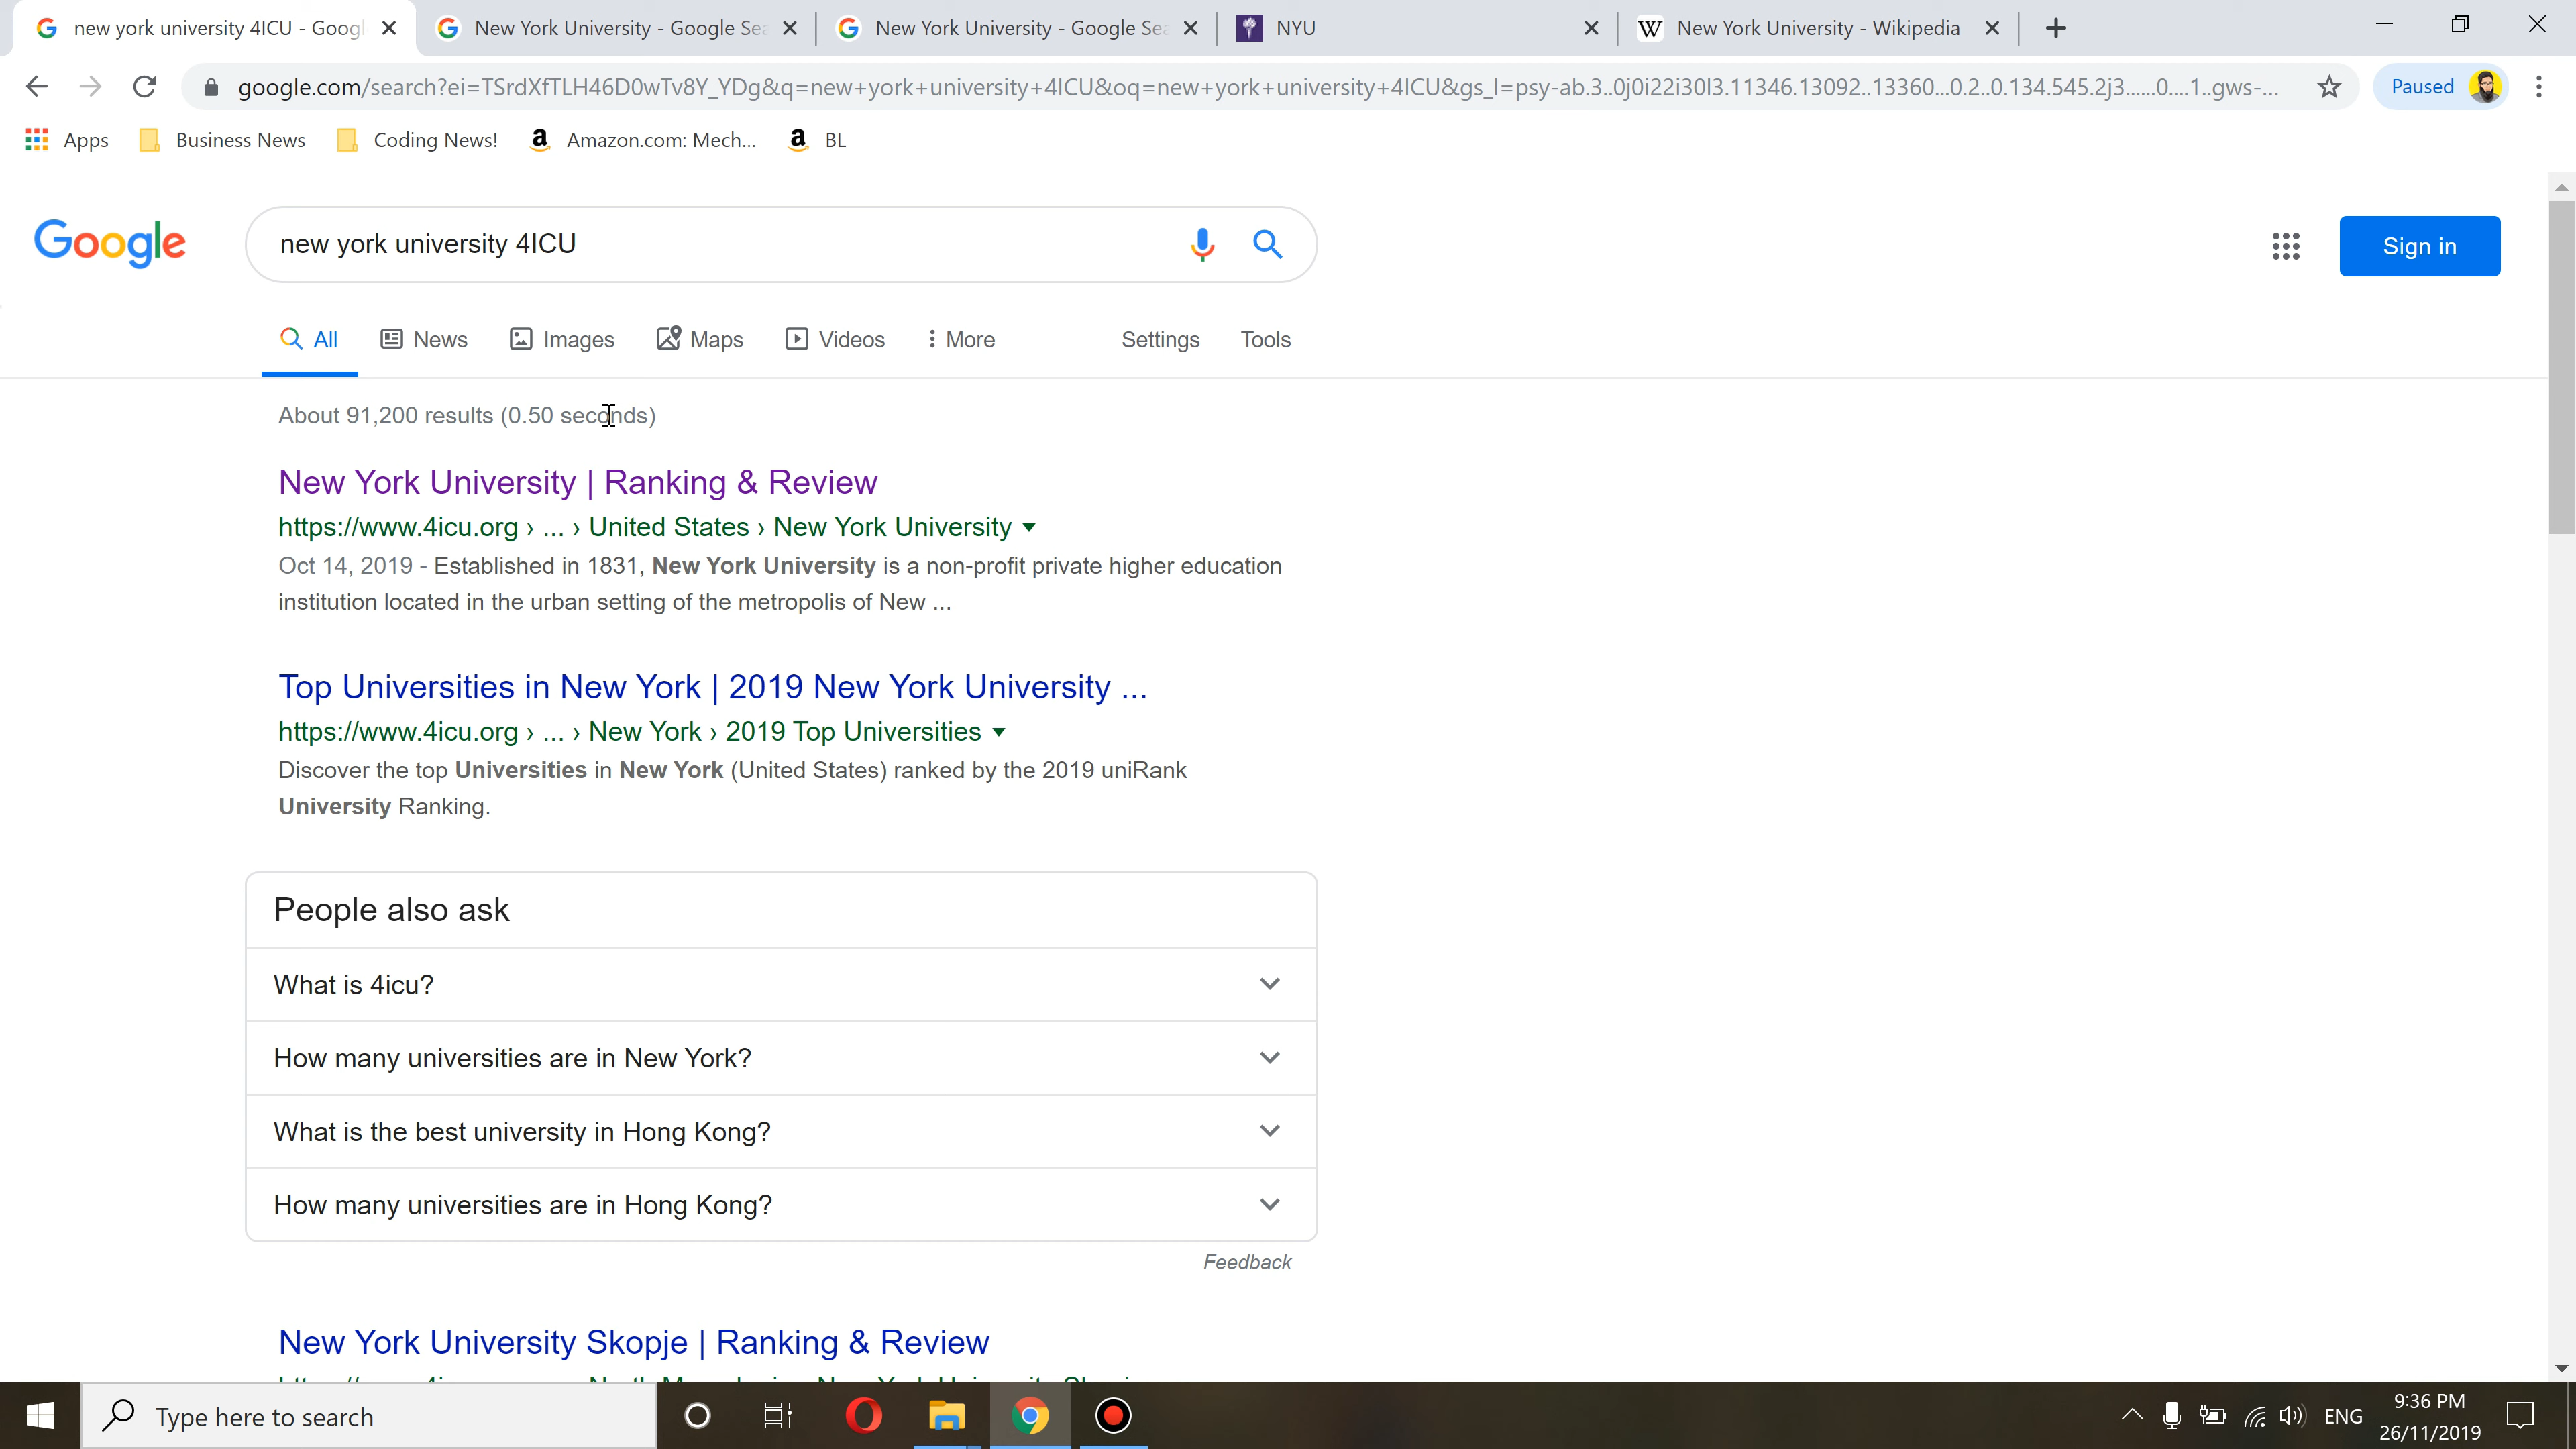 new york university 4ICU - Googl
New York University - Google Sea
New York University - Google Sea
NYU
New York University - Wikipedia
google.com/search?ei=TSrdXfTLH46D0wTv8Y_YDg&q=new+york+university+4ICU&oq=new+york+university+4ICU&gs_l=psy-ab.3..0j0i22i30l3.11346.13092..13360...0.2..0.134.545.2j3......0....1..gws-...
Paused
Apps
Business News
Coding News!
Amazon.com: Mech...
BL
Google
new york university 4ICU
Sign in
All
News
Images
Maps
Videos
More
Settings
Tools
About 91,200 results (0.50 seconds)
New York University | Ranking & Review
https://www.4icu.org › ... › United States › New York University
Oct 14, 2019 - Established in 1831, New York University is a non-profit private higher education
institution located in the urban setting of the metropolis of New ...
Top Universities in New York | 2019 New York University ...
https://www.4icu.org › ... › New York › 2019 Top Universities
Discover the top Universities in New York (United States) ranked by the 2019 uniRank
University Ranking.
People also ask
What is 4icu?
How many universities are in New York?
What is the best university in Hong Kong?
How many universities are in Hong Kong?
Feedback
New York University Skopje | Ranking & Review
Type here to search
ENG
9:36 PM
26/11/2019